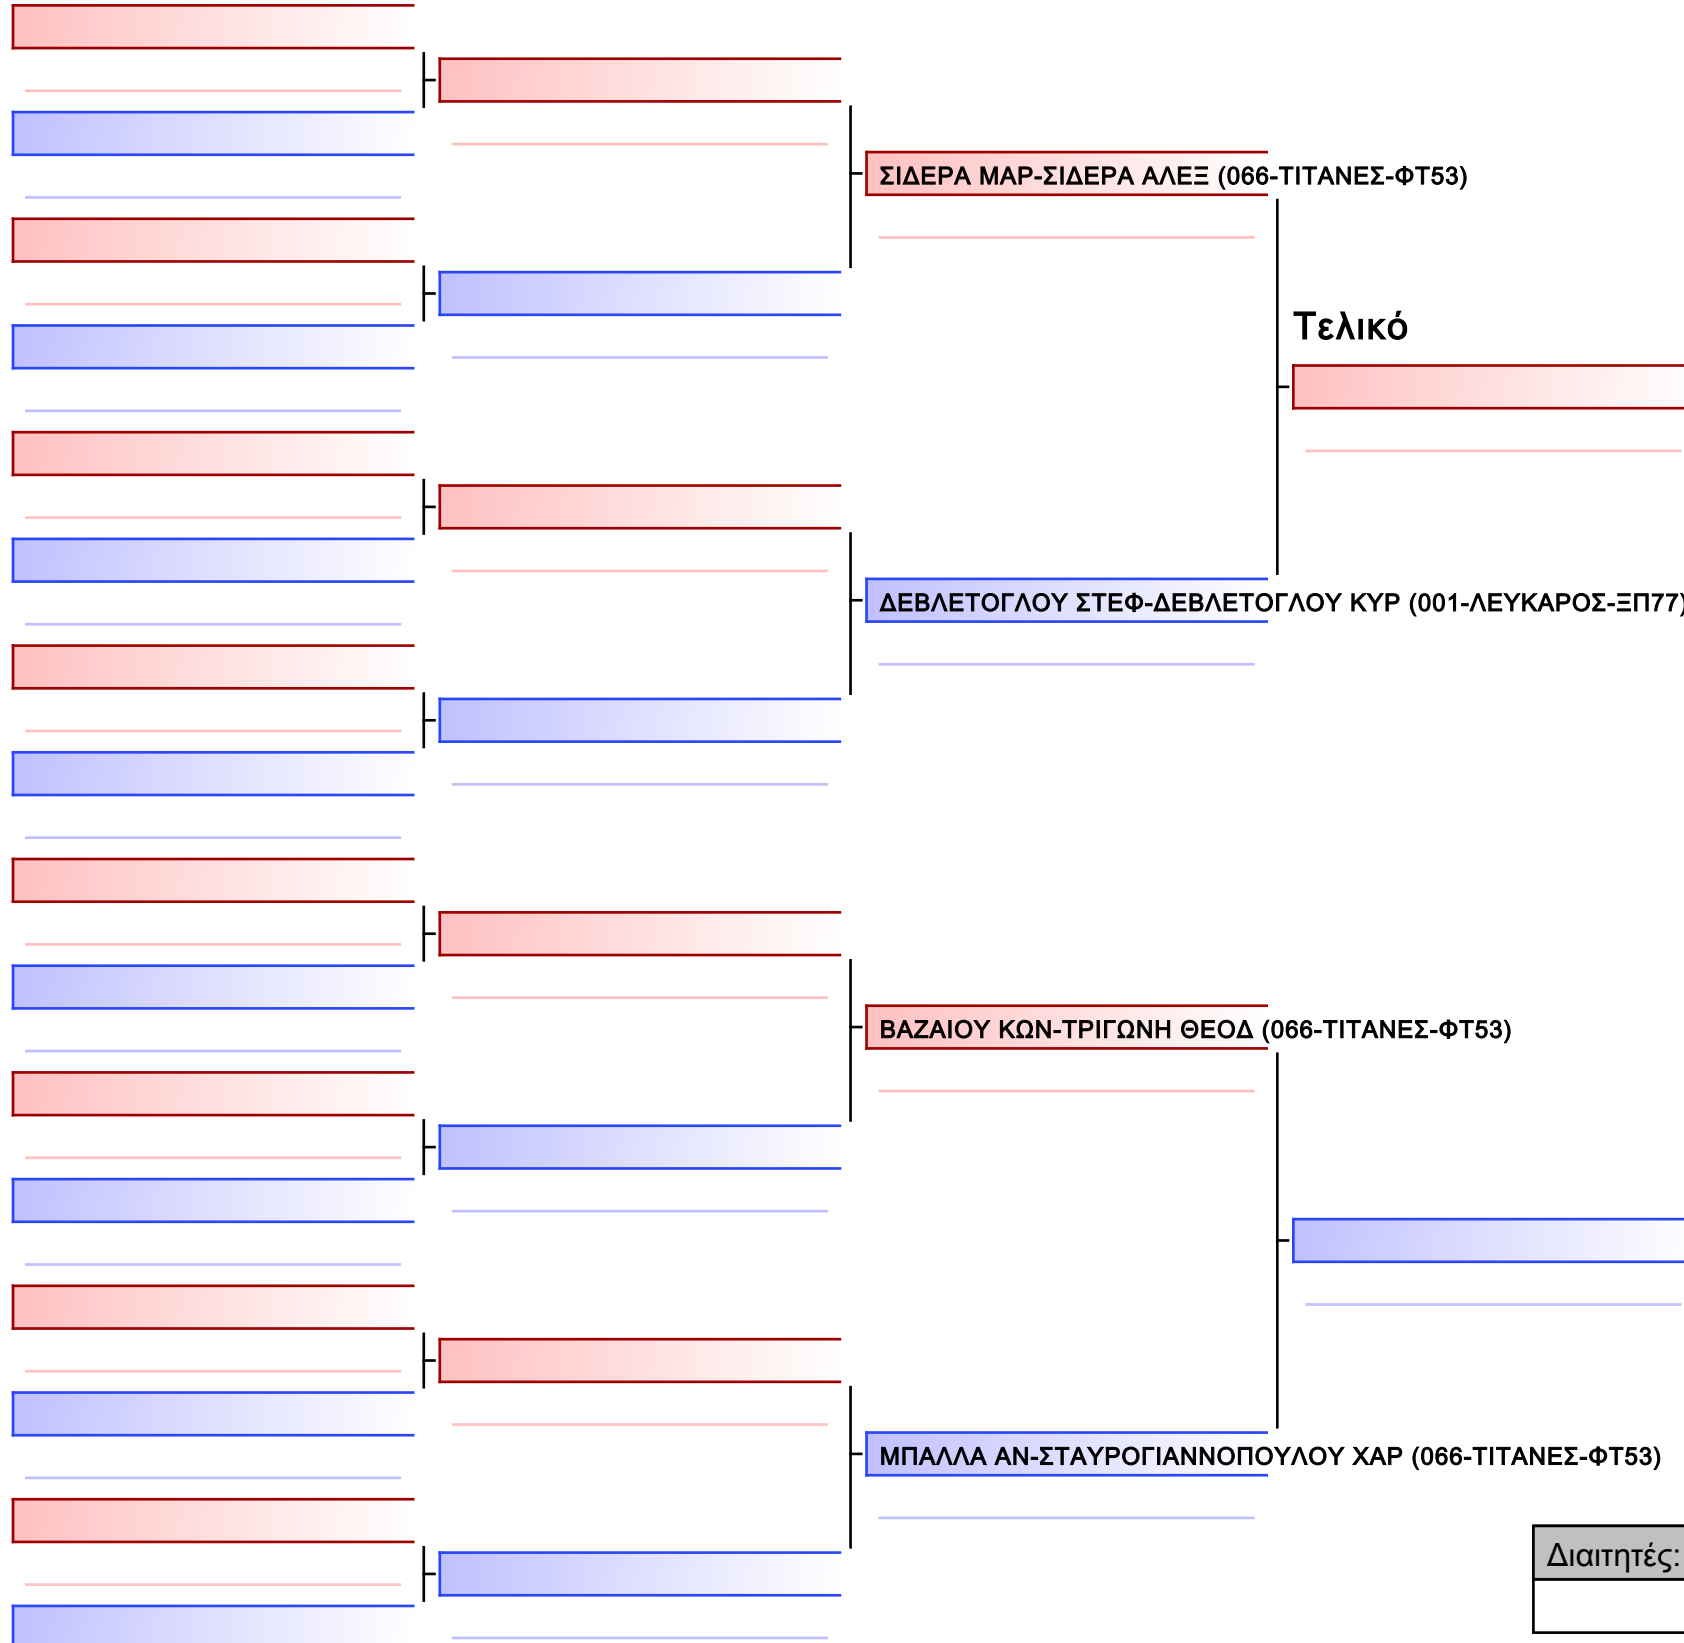 ΣΙΔΕΡΑ ΜΑΡ-ΣΙΔΕΡΑ ΑΛΕΞ (066-ΤΙΤΑΝΕΣ-ΦΤ53)
Τελικό
ΔΕΒΛΕΤΟΓΛΟΥ ΣΤΕΦ-ΔΕΒΛΕΤΟΓΛΟΥ ΚΥΡ (001-ΛΕΥΚΑΡΟΣ-ΞΠ77)
ΒΑΖΑΙΟΥ ΚΩΝ-ΤΡΙΓΩΝΗ ΘΕΟΔ (066-ΤΙΤΑΝΕΣ-ΦΤ53)
ΜΠΑΛΛΑ ΑΝ-ΣΤΑΥΡΟΓΙΑΝΝΟΠΟΥΛΟΥ ΧΑΡ (066-ΤΙΤΑΝΕΣ-ΦΤ53)
Διαιτητές: